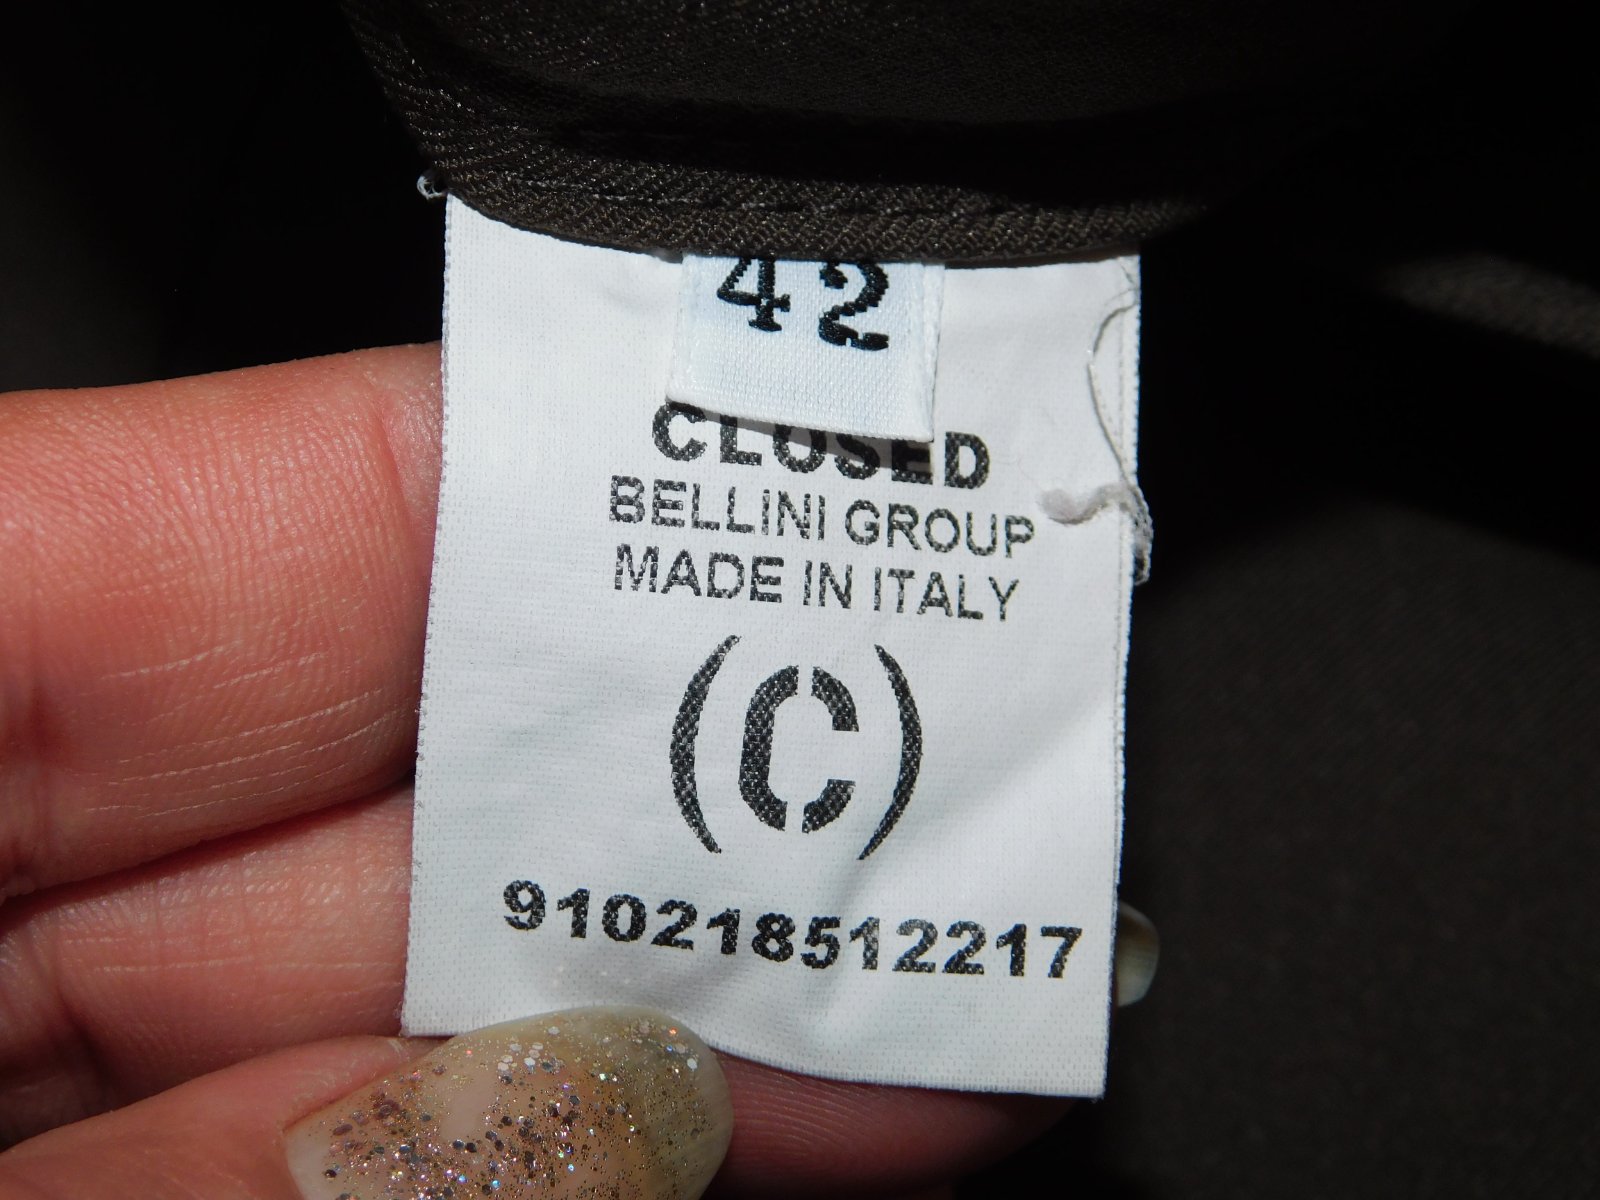 42
CLOSED
BELLINI GROUP
MADE IN ITALY
(C)
910218512217